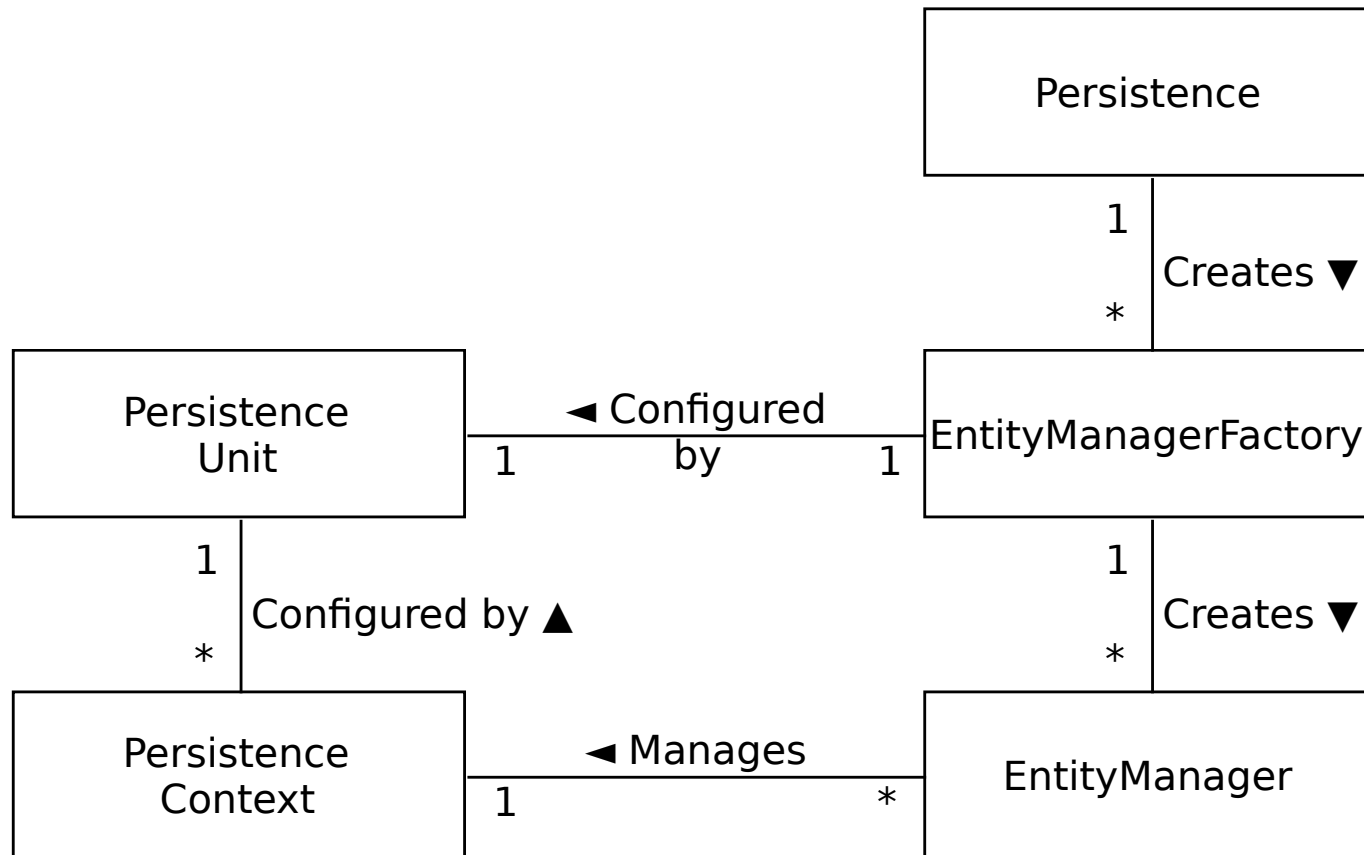 Persistence
1
Creates ▼
*
Persistence
Unit
◄ Configured
by
1
1
EntityManagerFactory
1
Configured by ▲
*
1
Creates ▼
*
Persistence
Context
◄ Manages
1
*
EntityManager